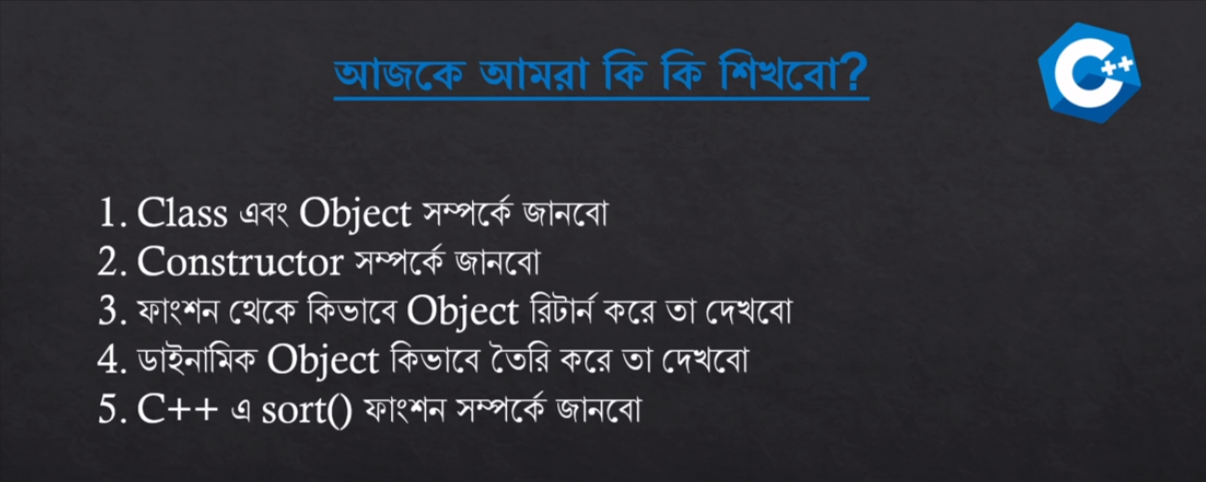 আজকে আমরা কি কি শিখবো?
C++
1. Class এবং Object সম্পর্কে জানবো
2. Constructor সম্পর্কে জানবো
3. ফাংশন থেকে কিভাবে Object রিটার্ন করে তা দেখবো
4. ডাইনামিক Object কিভাবে তৈরি করে তা দেখবো
5. C++ এ sort() ফাংশন সম্পর্কে জানবো